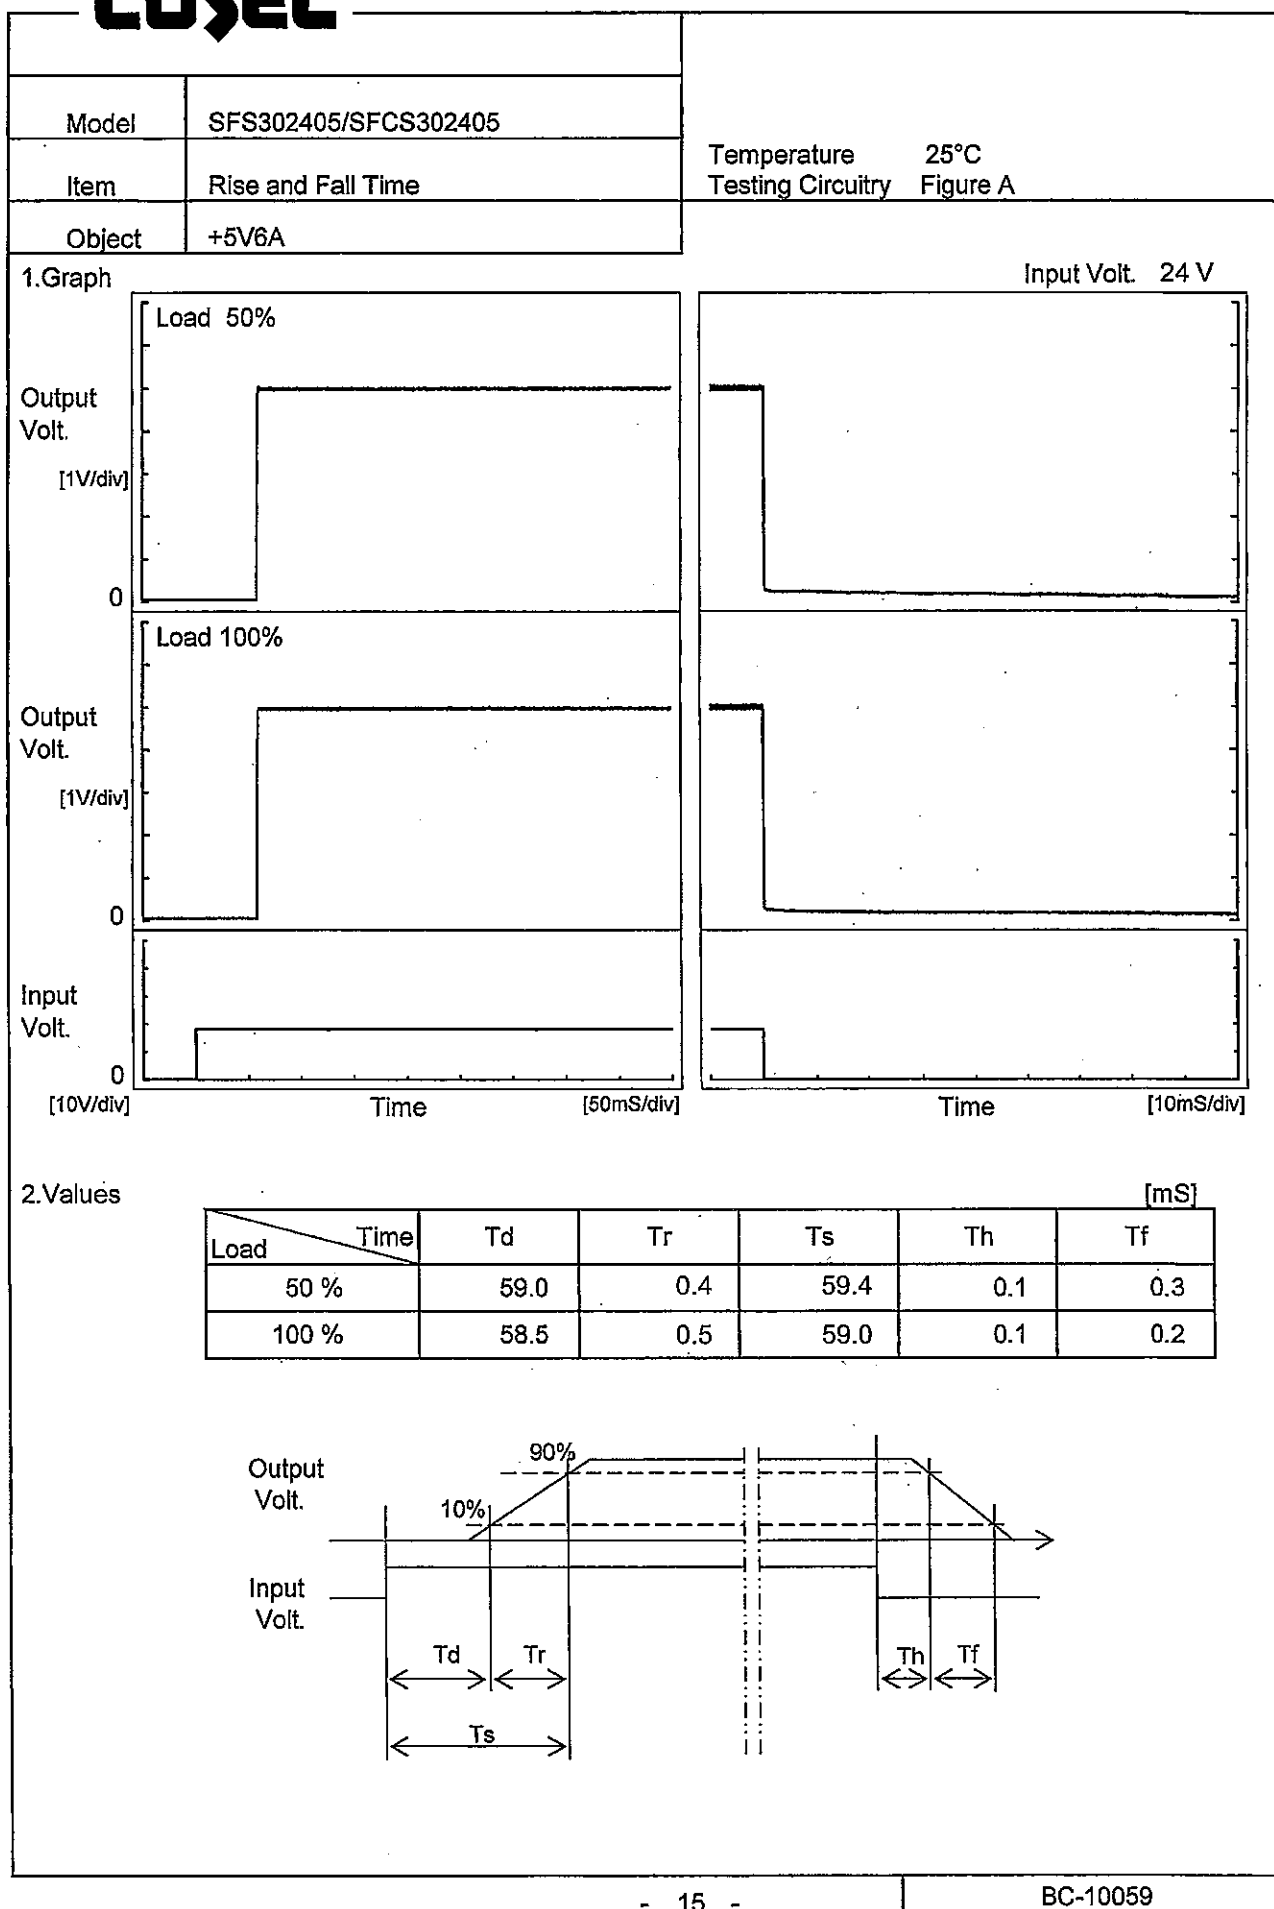 COSEL
Model SFS302405/SFCS302405
Item Rise and Fall Time
Object +5V6A
Temperature 25°C
Testing Circuitry Figure A
1.Graph
Input Volt. 24 V
Load 50%
Output
Volt.
[1V/div]
0
Load 100%
Output
Volt.
[1V/div]
0
Input
Volt.
0
[10V/div]
Time
[50mS/div]
Time
[10mS/div]
2.Values
[mS]
Time Td Tr Ts Th Tf
Load
50 % 59.0 0.4 59.4 0.1 0.3
100 % 58.5 0.5 59.0 0.1 0.2
90%
Output
Volt.
10%
Input
Volt.
Td Tr Th Tf
Ts
- 15 -
BC-10059